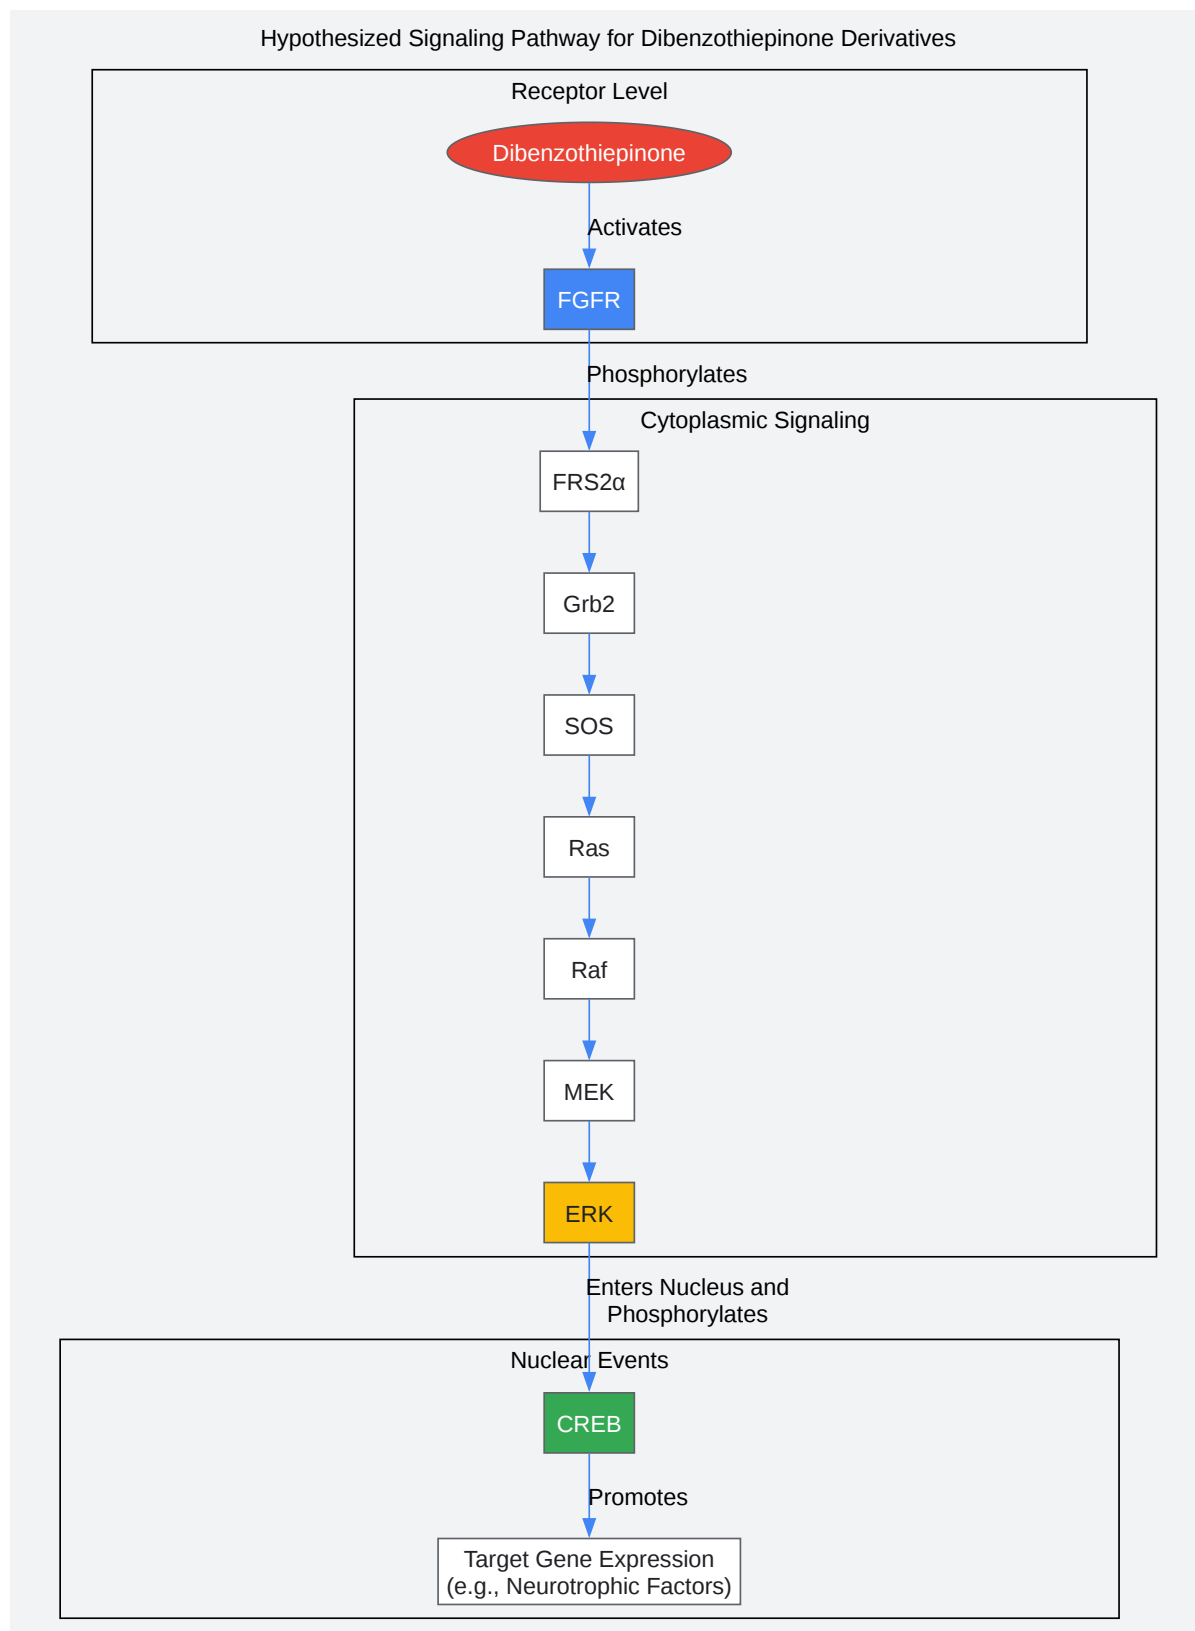 Hypothesized Signaling Pathway for Dibenzothiepinone Derivatives
Receptor Level
Dibenzothiepinone
Activates
FGFR
Phosphorylates
Cytoplasmic Signaling
FRS2α
Grb2
SOS
Ras
Raf
MEK
ERK
Enters Nucleus and
Phosphorylates
Nuclear Events
CREB
Promotes
Target Gene Expression
(e.g., Neurotrophic Factors)